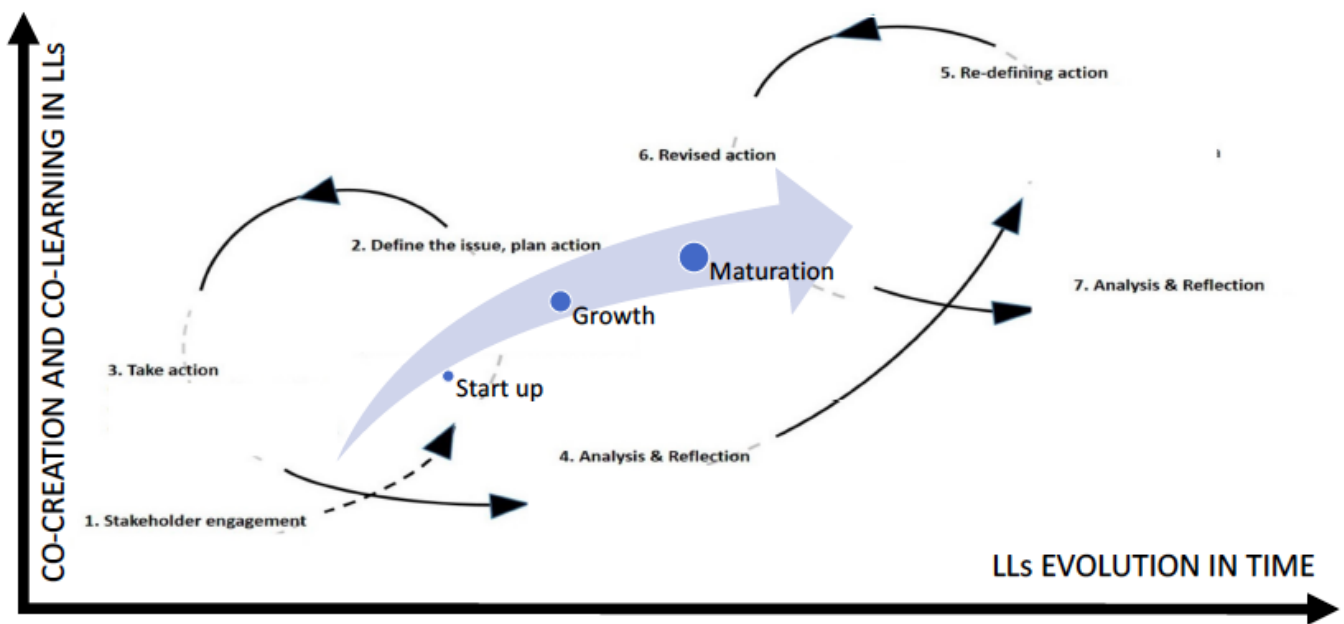 CO-CREATION AND CO-LEARNING IN LLs
5. Re-defining action
6. Revised action
2. Define the issue, plan action
Maturation
7. Analysis & Reflection
Growth
3. Take action
Start up
4. Analysis & Reflection
1. Stakeholder engagement
LLs EVOLUTION IN TIME